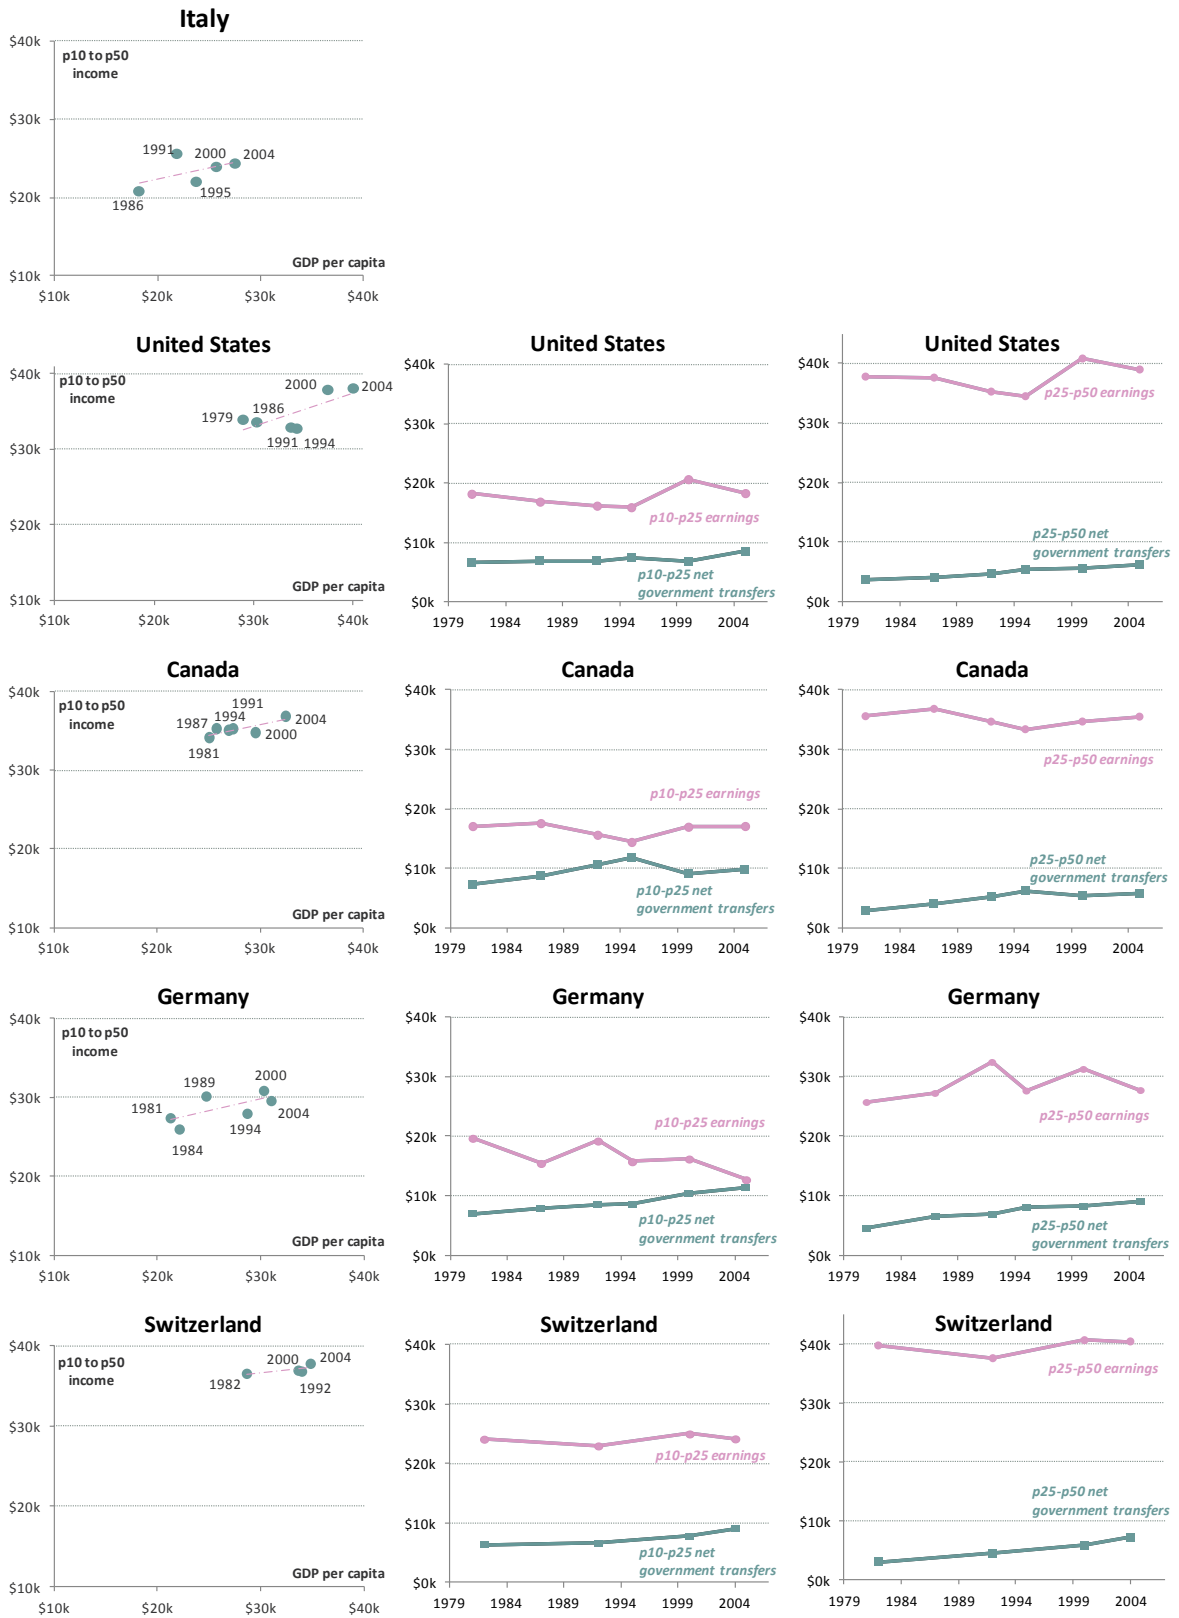 Italy
$40k
p10 to p50
income
$30k
1991
2000
2004
1995
1986
$20k
GDP per capita
$10k
$10k
$20k
$30k
$40k
United States
$40k
p10 to p50
income
2000
2004
1979
1986
1991
1994
$30k
$20k
GDP per capita
$10k
$10k
$20k
$30k
$40k
United States
$40k
$30k
$20k
p10-p25 earnings
$10k
p10-p25 net
government transfers
$0k
1979
1984
1989
1994
1999
2004
United States
$40k
p25-p50 earnings
$30k
$20k
$10k
p25-p50 net
government transfers
$0k
1979
1984
1989
1994
1999
2004
Canada
$40k
p10 to p50
income
1991
1987
1994
2004
2000
1981
$30k
$20k
GDP per capita
$10k
$10k
$20k
$30k
$40k
Canada
$40k
$30k
p10-p25 earnings
$20k
$10k
p10-p25 net
government transfers
$0k
1979
1984
1989
1994
1999
2004
Canada
$40k
$30k
p25-p50 earnings
$20k
p25-p50 net
government transfers
$10k
$0k
1979
1984
1989
1994
1999
2004
Germany
$40k
p10 to p50
income
2000
1989
1981
2004
1994
1984
$30k
$20k
GDP per capita
$10k
$10k
$20k
$30k
$40k
Germany
$40k
$30k
p10-p25 earnings
$20k
$10k
p10-p25 net
government transfers
$0k
1979
1984
1989
1994
1999
2004
Germany
$40k
$30k
p25-p50 earnings
$20k
$10k
p25-p50 net
government transfers
$0k
1979
1984
1989
1994
1999
2004
Switzerland
$40k
p10 to p50
income
2000
2004
1982
1992
$30k
$20k
GDP per capita
$10k
$10k
$20k
$30k
$40k
Switzerland
$40k
$30k
p10-p25 earnings
$20k
$10k
p10-p25 net
government transfers
$0k
1979
1984
1989
1994
1999
2004
Switzerland
$40k
p25-p50 earnings
$30k
$20k
p25-p50 net
government transfers
$10k
$0k
1979
1984
1989
1994
1999
2004